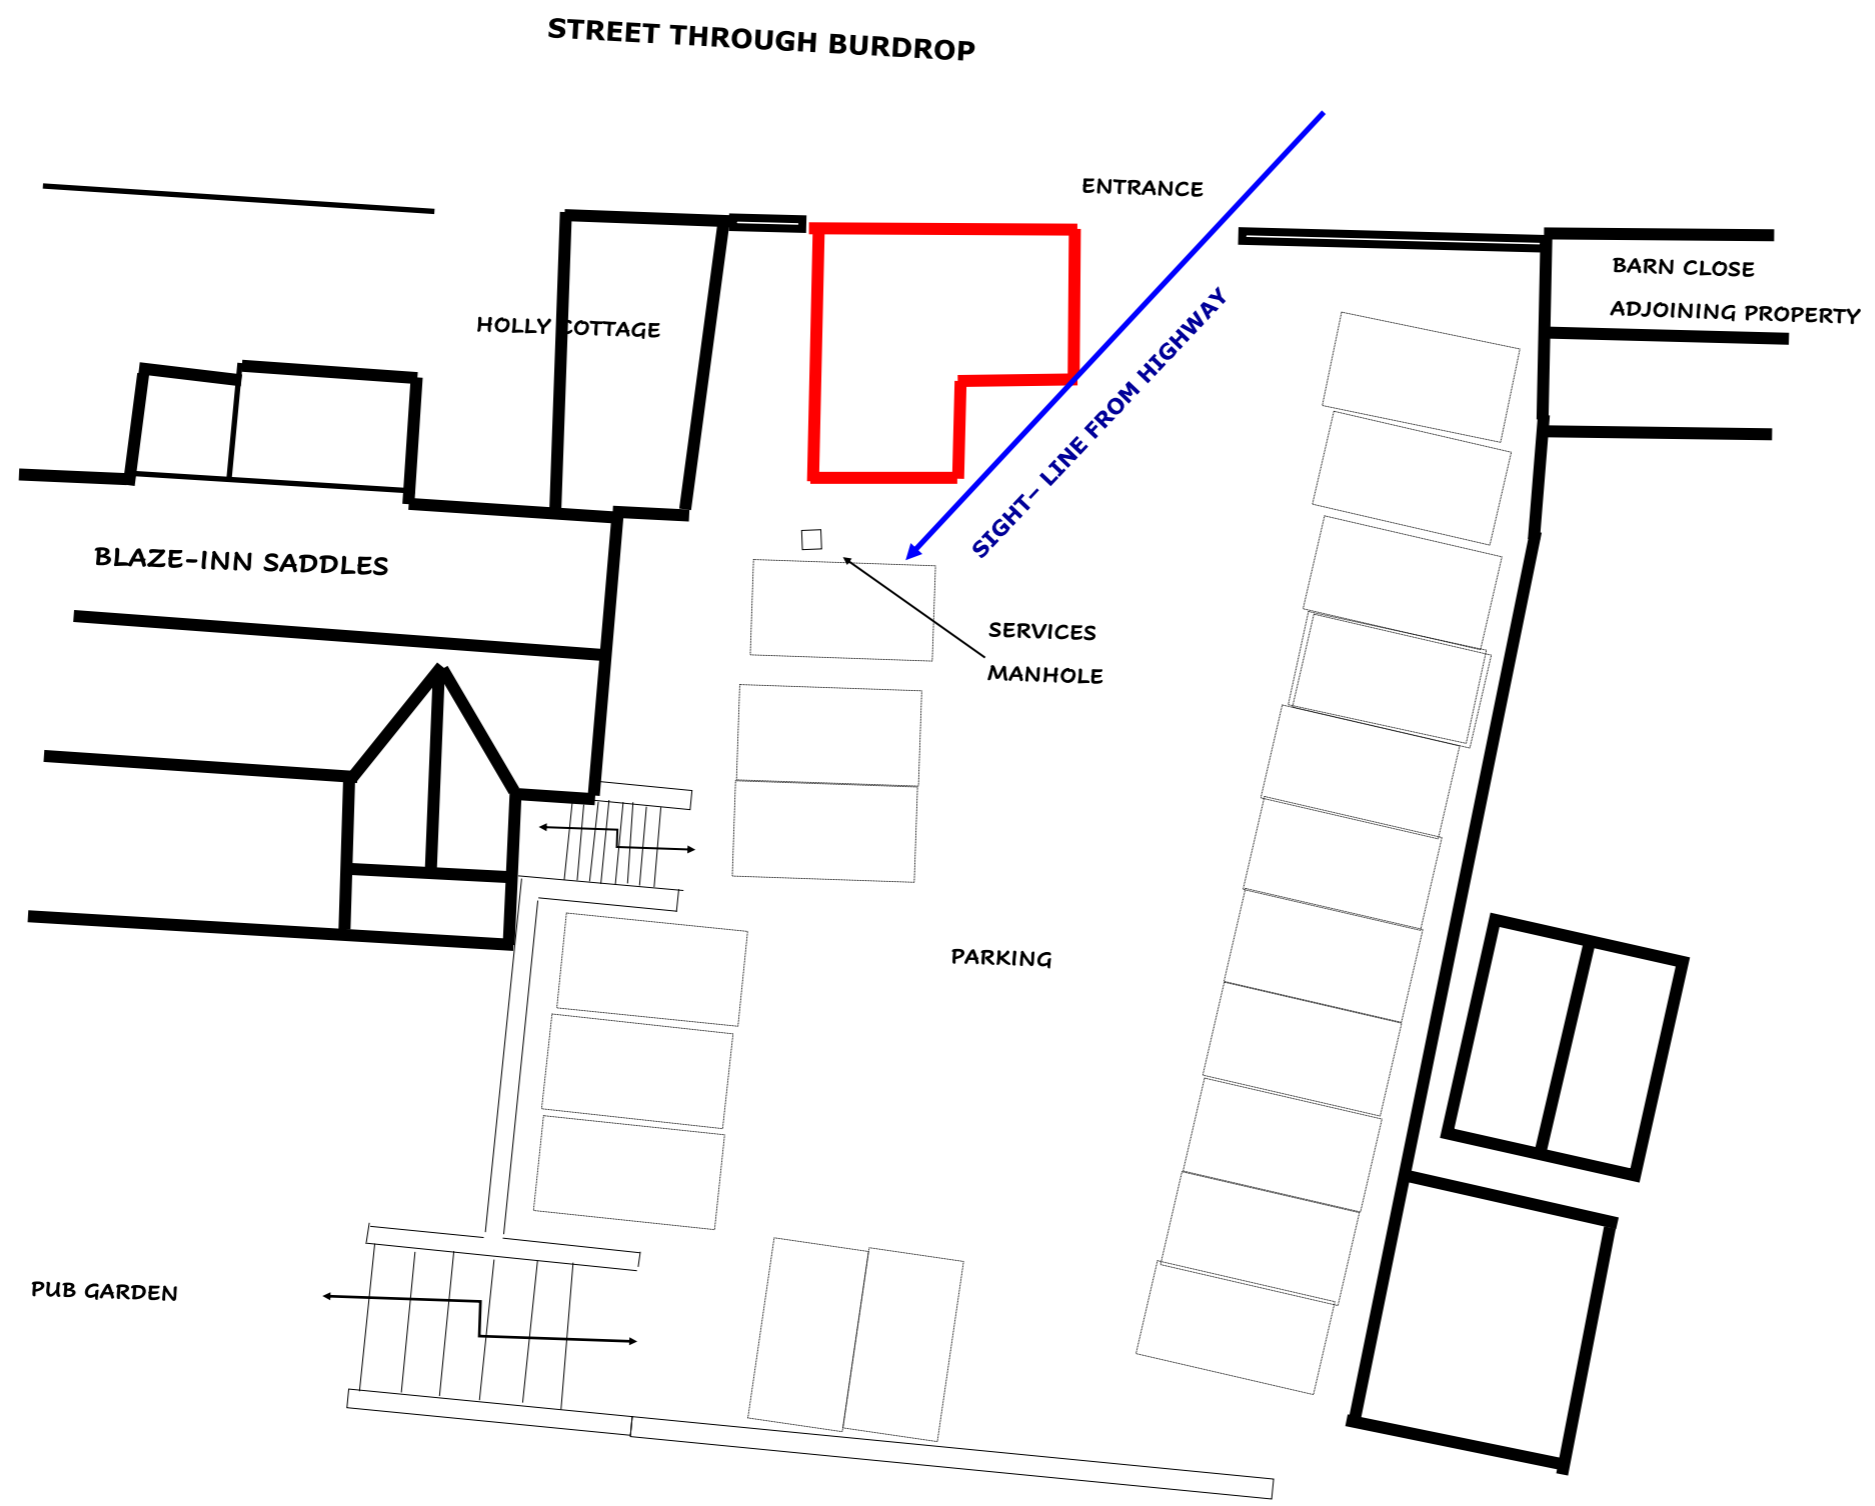 STREET THROUGH BURDROP
ENTRANCE
BARN CLOSE
ADJOINING PROPERTY
HOLLY COTTAGE
SIGHT- LINE FROM HIGHWAY
BLAZE-INN SADDLES
SERVICES
MANHOLE
PARKING
PUB GARDEN